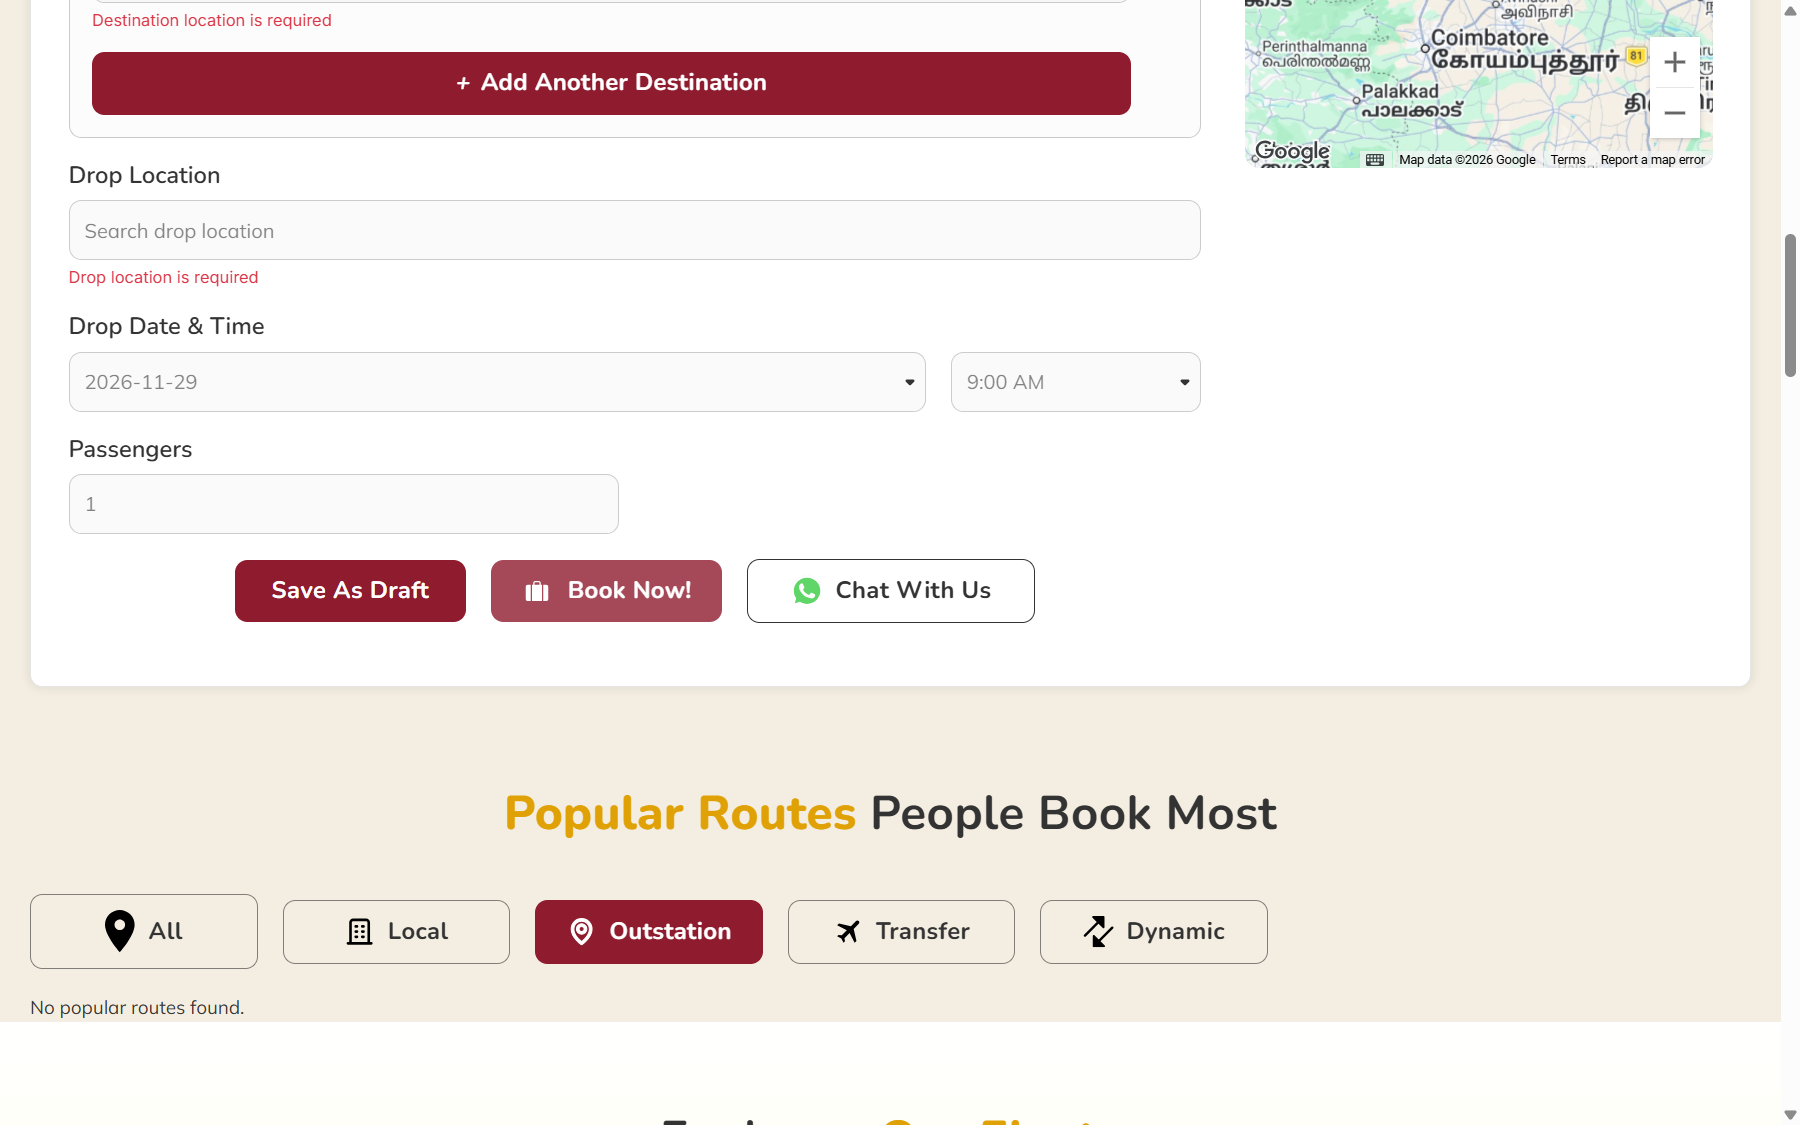 Destination location is required
+ Add Another Destination
Drop Location
Search drop location
Drop location is required
Drop Date & Time
2026-11-29
9:00 AM
Passengers
1
Save As Draft
Book Now!
Chat With Us
Perinthalmanna
പെരിന്തൽമണ്ണ
அவிநாசி
Coimbatore
கோயம்புத்தூர்
81
Palakkad
പാലക്കാട്
Google
Map data ©2026 Google
Terms
Report a map error
Popular Routes People Book Most
All
Local
Outstation
Transfer
Dynamic
No popular routes found.